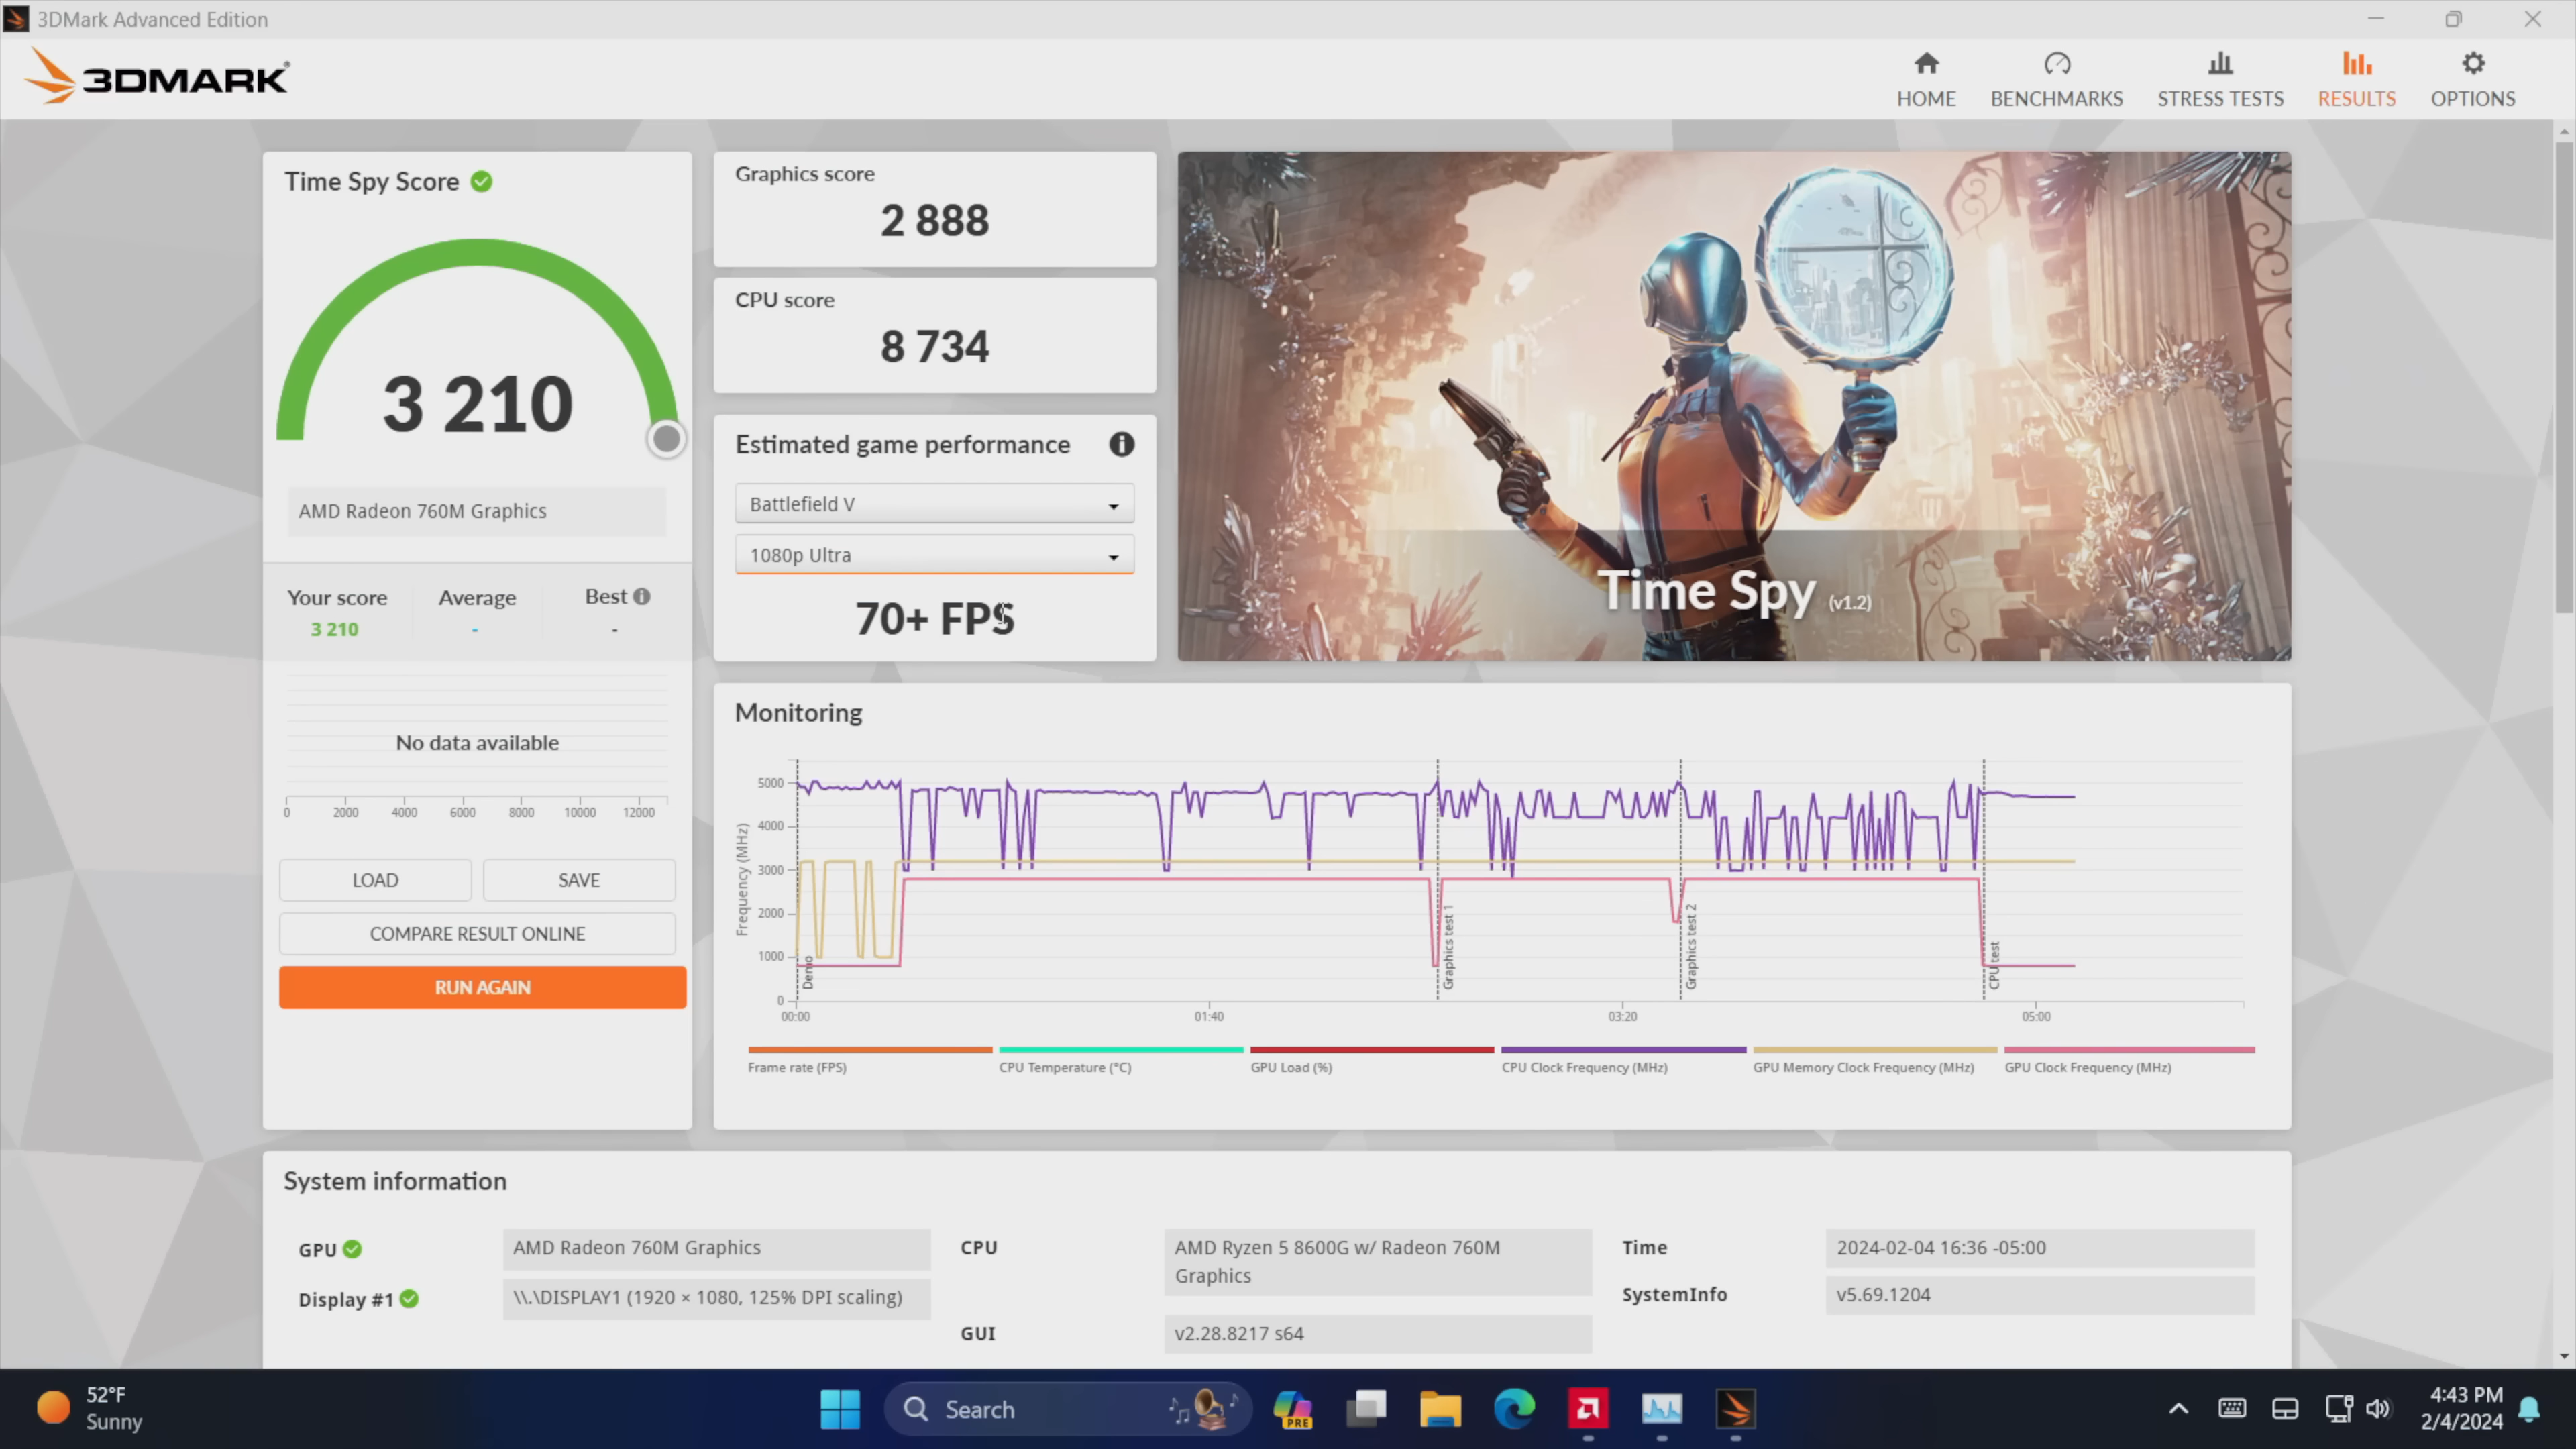 3DMark Advanced Edition
3DMARK
HOME
BENCHMARKS
STRESS TESTS
RESULTS
OPTIONS
Time Spy Score
3 210
AMD Radeon 760M Graphics
Your score
Average
Best
3 210
-
-
No data available
0 2000 4000 6000 8000 10000 12000
LOAD
SAVE
COMPARE RESULT ONLINE
RUN AGAIN
Graphics score
2 888
CPU score
8 734
Estimated game performance
Battlefield V
1080p Ultra
70+ FPS
Time Spy (v1.2)
Monitoring
Frequency (MHz)
5000
4000
3000
2000
1000
0
Demo
Graphics test 1
Graphics test 2
CPU test
00:00 01:40 03:20 05:00
Frame rate (FPS)
CPU Temperature (°C)
GPU Load (%)
CPU Clock Frequency (MHz)
GPU Memory Clock Frequency (MHz)
GPU Clock Frequency (MHz)
System information
GPU
AMD Radeon 760M Graphics
Display #1
\\.\DISPLAY1 (1920 × 1080, 125% DPI scaling)
CPU
AMD Ryzen 5 8600G w/ Radeon 760M
Graphics
GUI
v2.28.8217 s64
Time
2024-02-04 16:36 -05:00
SystemInfo
v5.69.1204
52°F
Sunny
Search
PRE
4:43 PM
2/4/2024